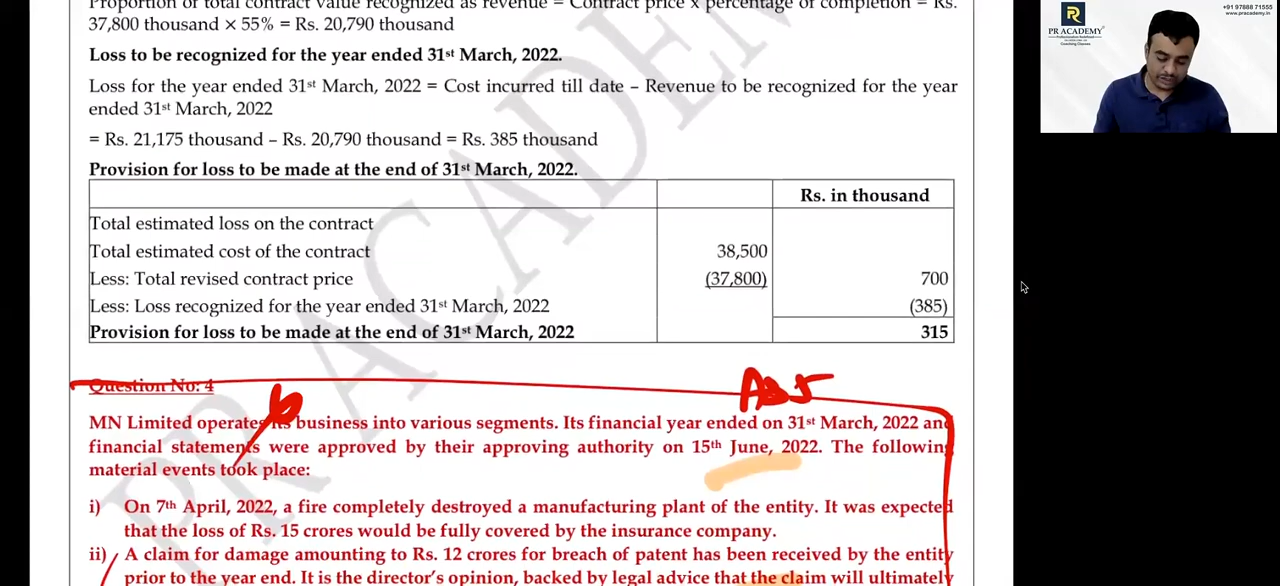 Proportion of total contract value recognized as revenue = Contract price x percentage of completion = Rs.
37,800 thousand × 55% = Rs. 20,790 thousand
Loss to be recognized for the year ended 31st March, 2022.
Loss for the year ended 31st March, 2022 = Cost incurred till date – Revenue to be recognized for the year
ended 31st March, 2022
= Rs. 21,175 thousand – Rs. 20,790 thousand = Rs. 385 thousand
Provision for loss to be made at the end of 31st March, 2022.
Rs. in thousand
Total estimated loss on the contract
Total estimated cost of the contract 38,500
Less: Total revised contract price (37,800) 700
Less: Loss recognized for the year ended 31st March, 2022 (385)
Provision for loss to be made at the end of 31st March, 2022 315
Question No: 4
AS 5
MN Limited operates its business into various segments. Its financial year ended on 31st March, 2022 and
financial statements were approved by their approving authority on 15th June, 2022. The following
material events took place:
i) On 7th April, 2022, a fire completely destroyed a manufacturing plant of the entity. It was expected
that the loss of Rs. 15 crores would be fully covered by the insurance company.
ii) A claim for damage amounting to Rs. 12 crores for breach of patent has been received by the entity
prior to the year end. It is the director's opinion, backed by legal advice that the claim will ultimately
PR ACADEMY
PR ACADEMY
Coaching Classes
+91 97888 71555
www.pracademy.in